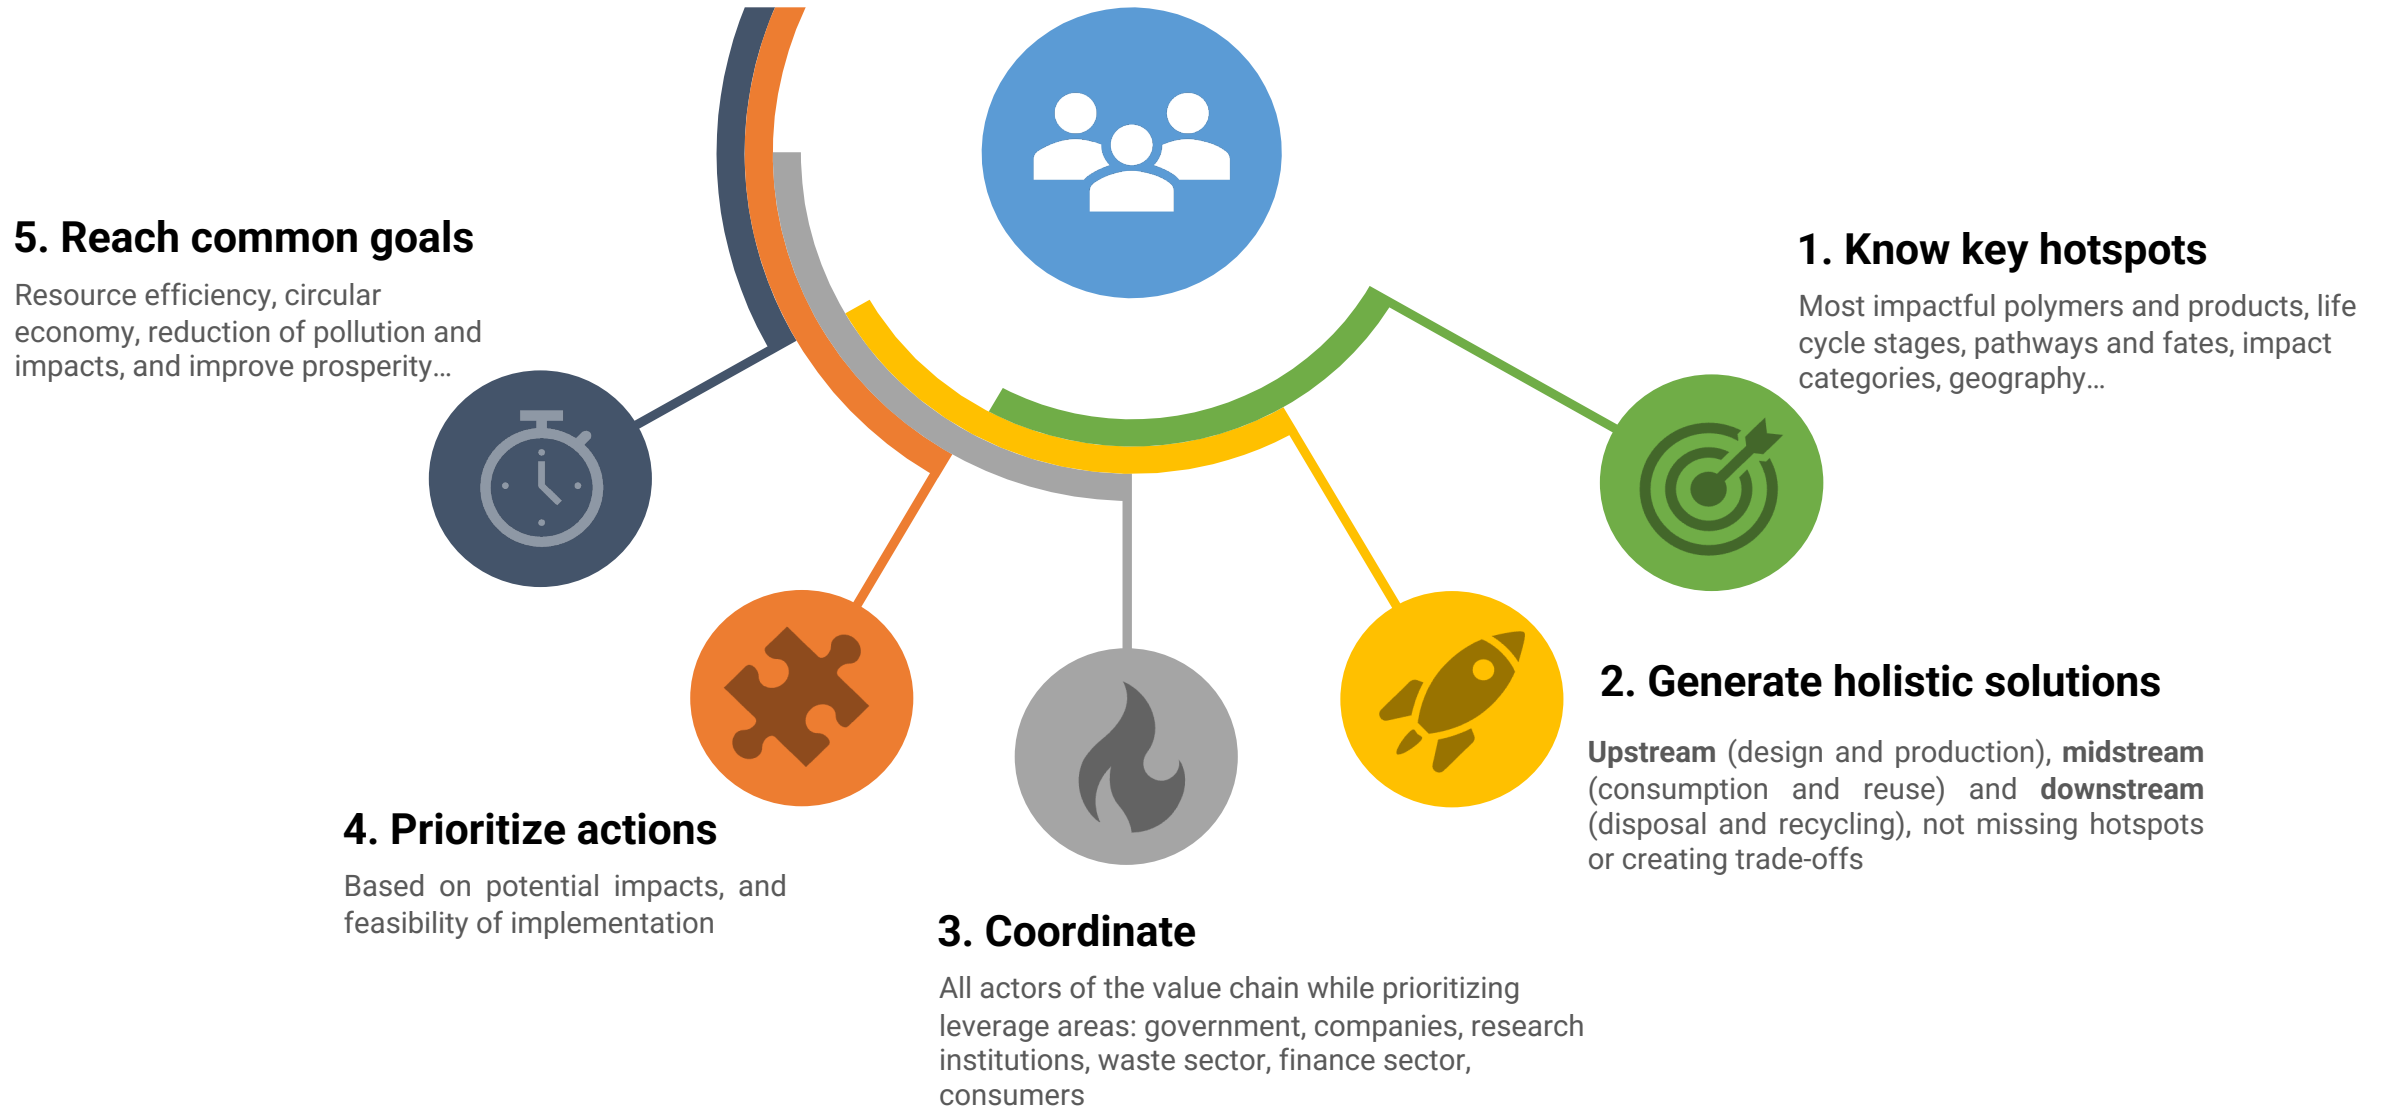 5. Reach common goals
Resource efficiency, circular
economy, reduction of pollution and
impacts, and improve prosperity...
1. Know key hotspots
Most impactful polymers and products, life
cycle stages, pathways and fates, impact
categories, geography...
2. Generate holistic solutions
Upstream (design and production), midstream
(consumption and reuse) and downstream
(disposal and recycling), not missing hotspots
or creating trade-offs
4. Prioritize actions
Based on potential impacts, and
feasibility of implementation
3. Coordinate
All actors of the value chain while prioritizing
leverage areas: government, companies, research
institutions, waste sector, finance sector,
consumers